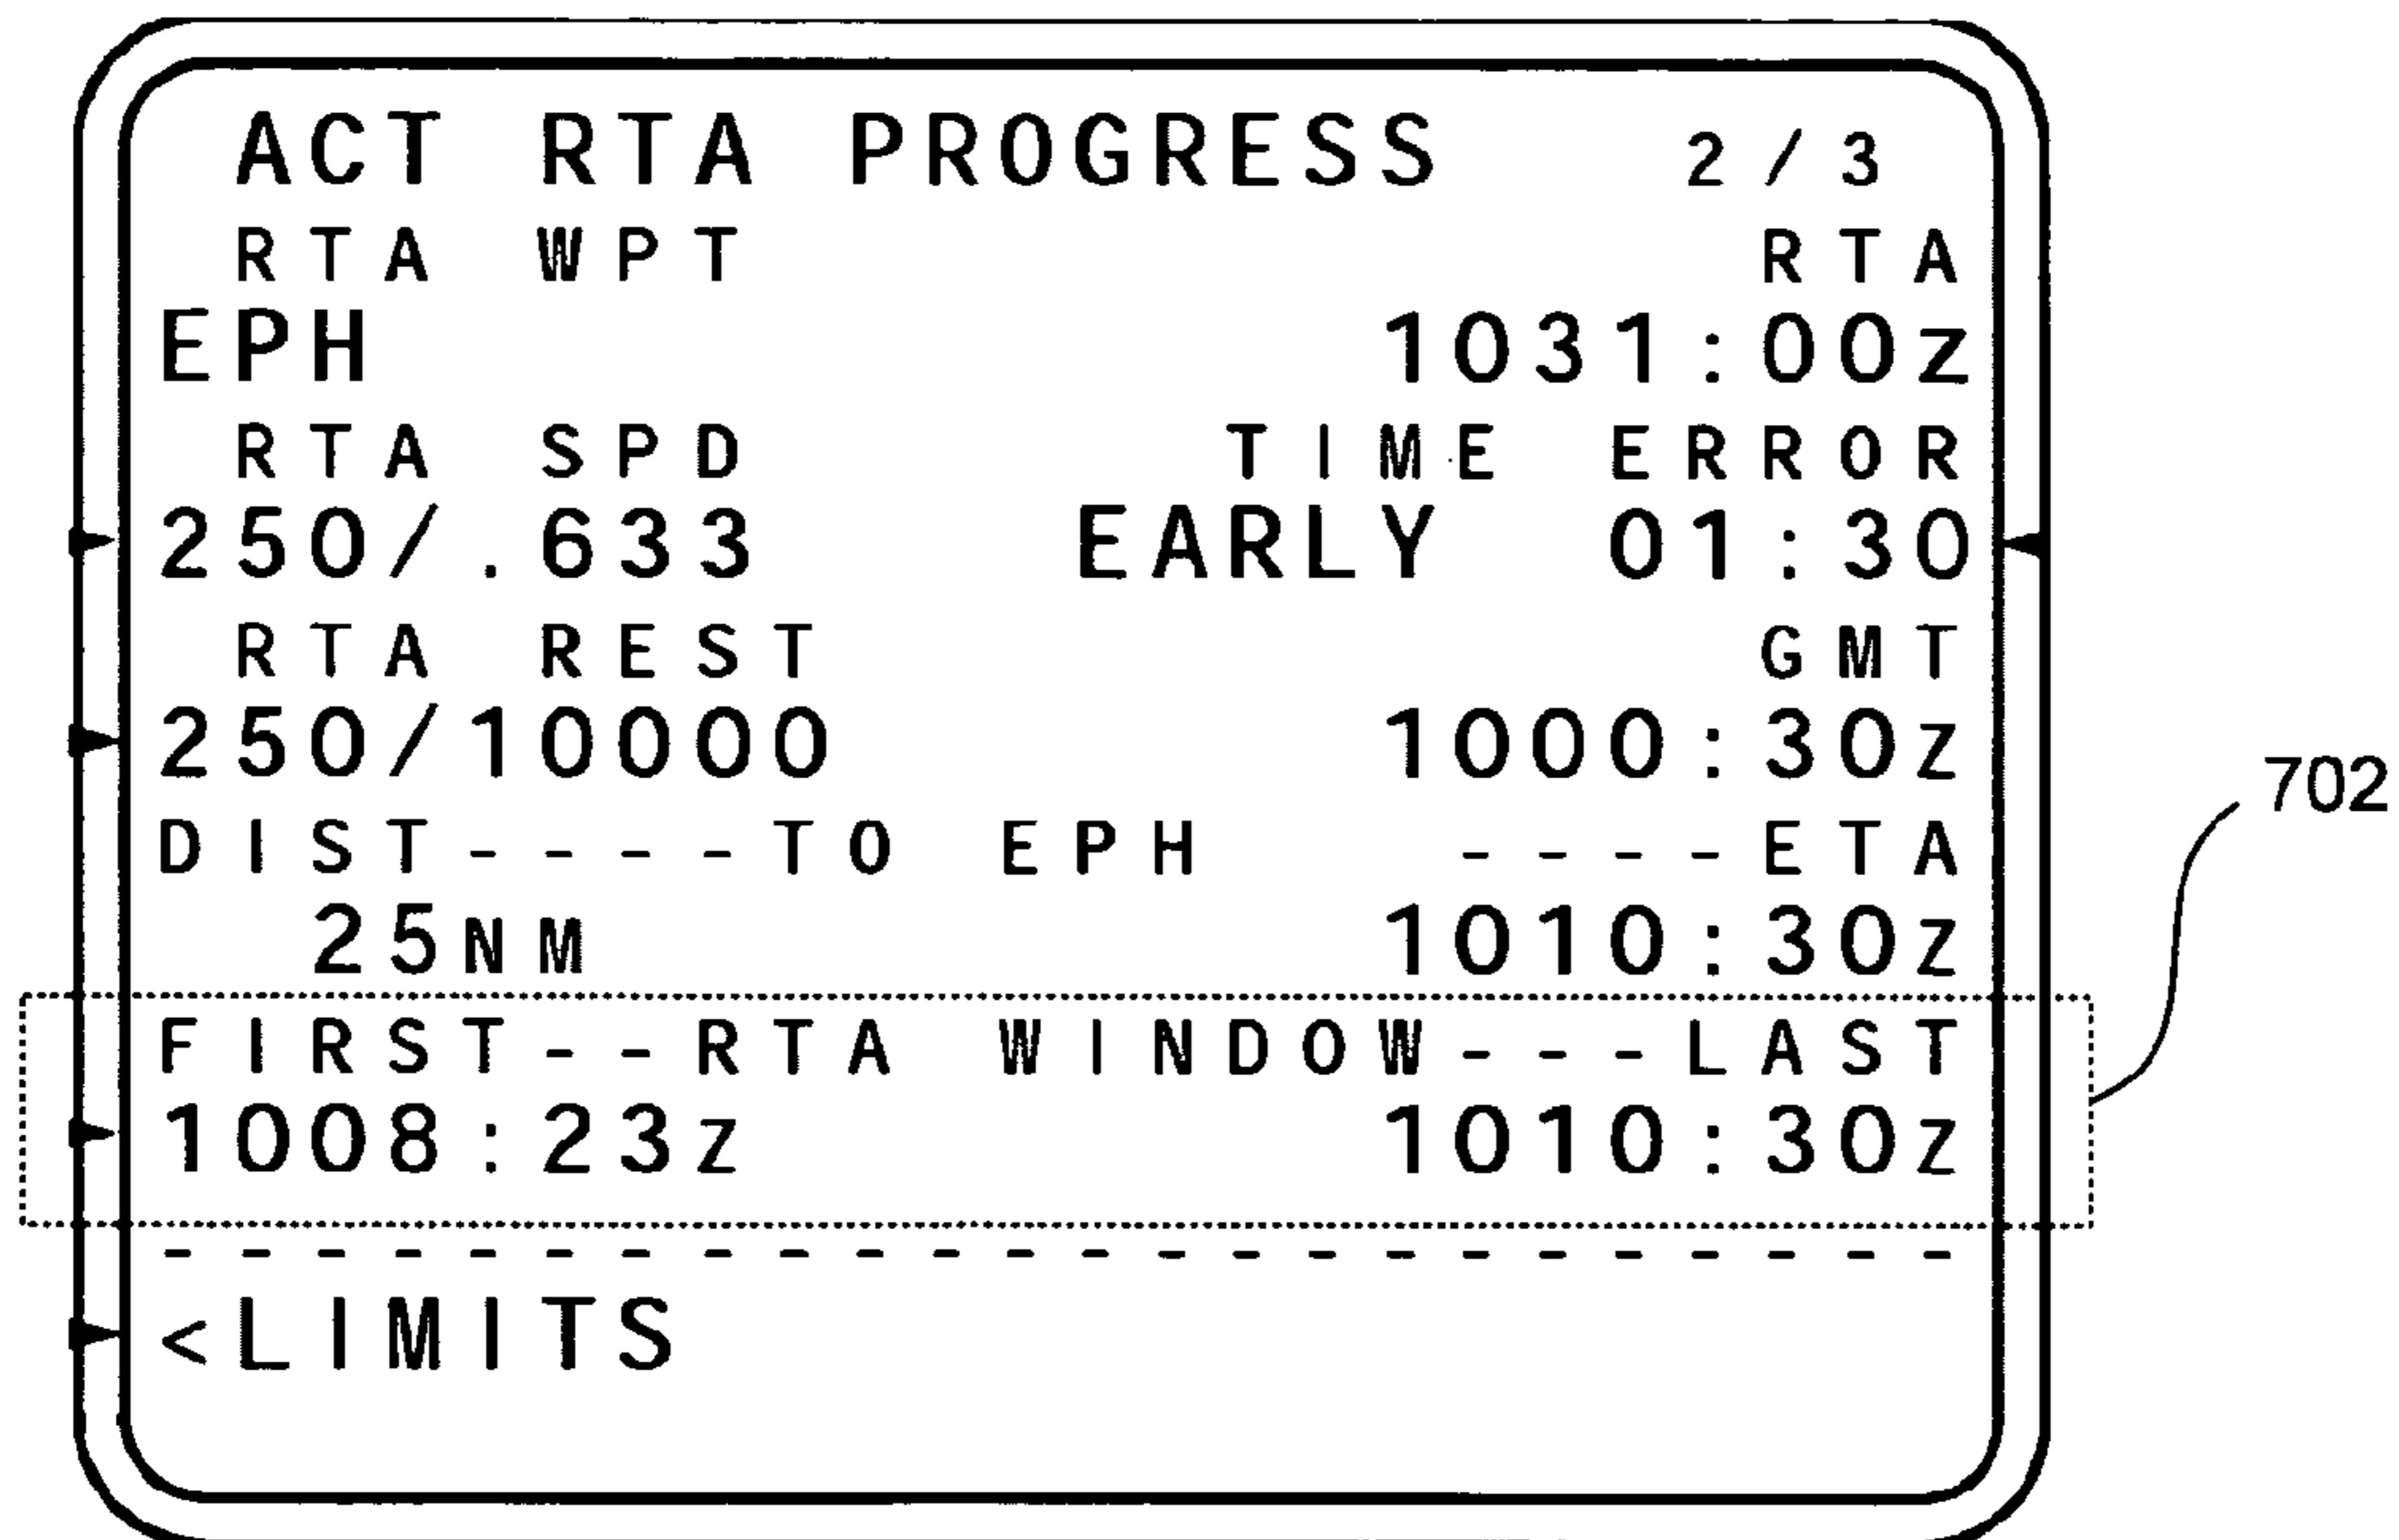 ACT RTA PROGRESS 2/3
RTA WPT RTA
EPH 1031:00Z
RTA SPD TIME ERROR
250/.633 EARLY 01:30
RTA REST GMT
250/10000 1000:30Z
DIST----TO EPH ----ETA
25NM 1010:30Z
FIRST--RTA WINDOW---LAST
1008:23Z 1010:30Z
------------------------
<LIMITS
702